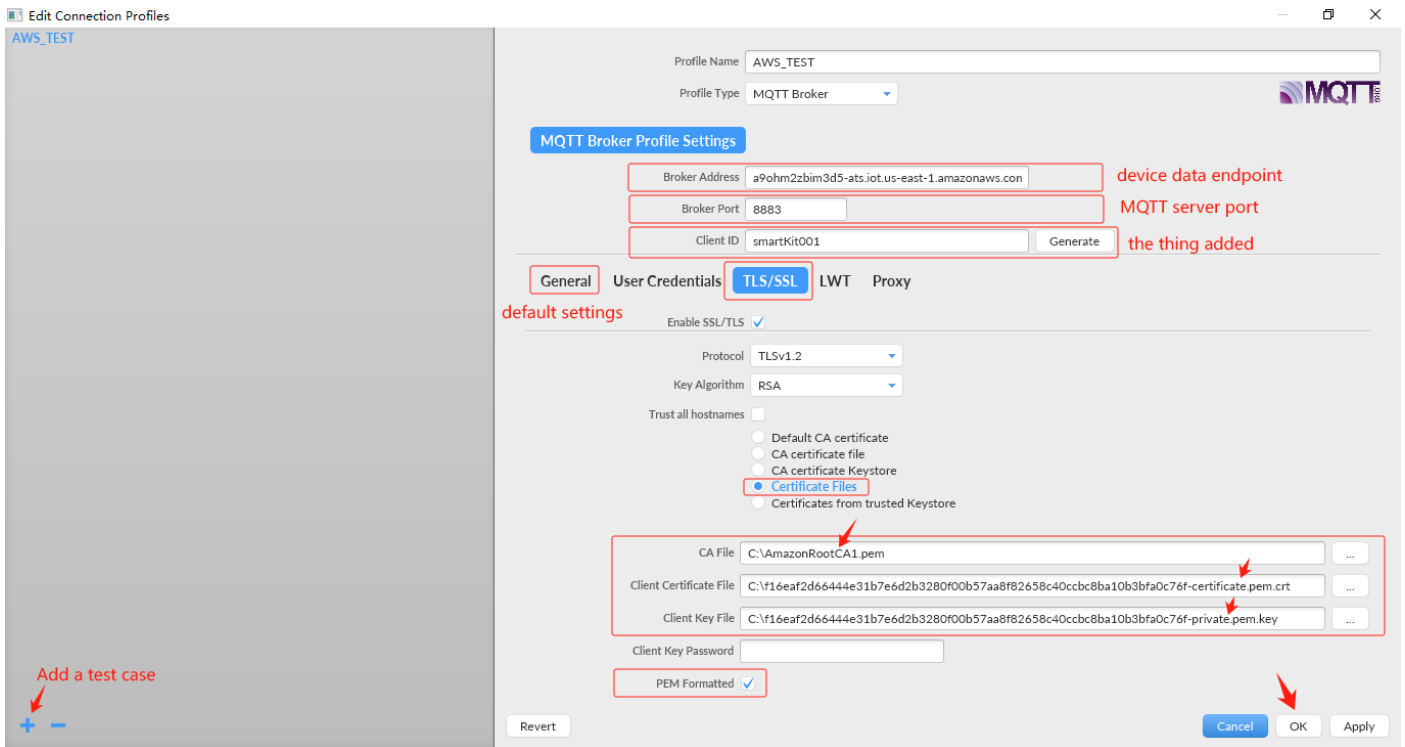 Edit Connection Profiles
AWS_TEST
Profile Name AWS_TEST
Profile Type MQTT Broker
MQTT.ORG
MQTT Broker Profile Settings
Broker Address a9ohm2zbim3d5-ats.iot.us-east-1.amazonaws.con device data endpoint
Broker Port 8883 MQTT server port
Client ID smartKit001 Generate the thing added
General User Credentials TLS/SSL LWT Proxy
default settings
Enable SSL/TLS
Protocol TLSv1.2
Key Algorithm RSA
Trust all hostnames
Default CA certificate
CA certificate file
CA certificate Keystore
Certificate Files
Certificates from trusted Keystore
CA File C:\AmazonRootCA1.pem ...
Client Certificate File C:\f16eaf2d66444e31b7e6d2b3280f00b57aa8f82658c40ccbc8ba10b3bfa0c76f-certificate.pem.crt ...
Client Key File C:\f16eaf2d66444e31b7e6d2b3280f00b57aa8f82658c40ccbc8ba10b3bfa0c76f-private.pem.key ...
Client Key Password
PEM Formatted
Add a test case
Revert Cancel OK Apply